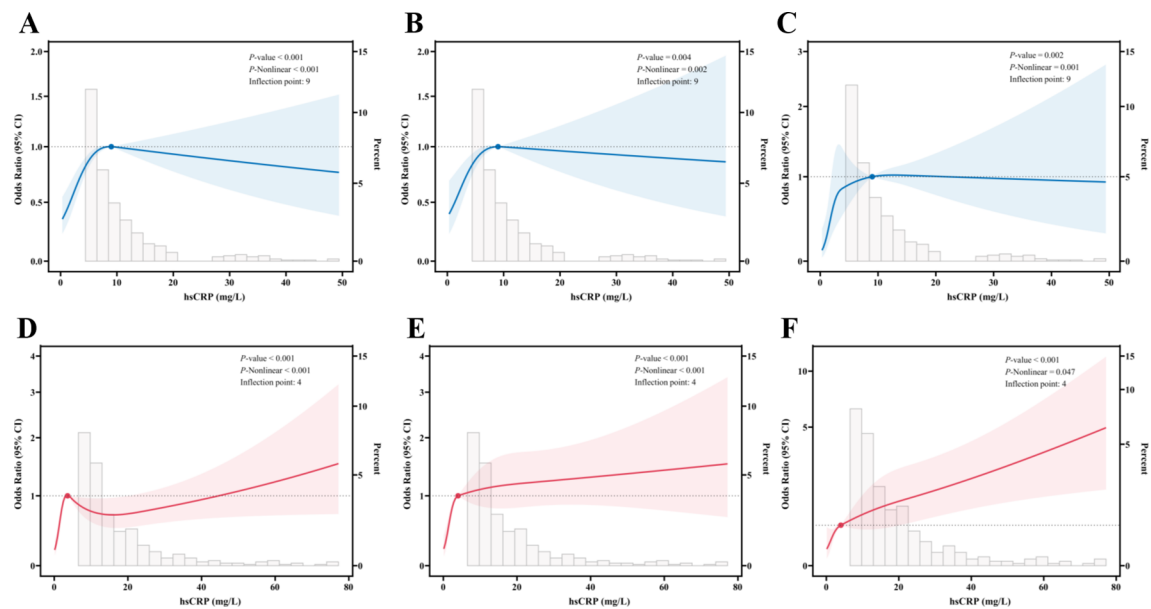 A
P-value < 0.001
P-Nonlinear < 0.001
Inflection point: 9
Odds Ratio (95% CI)
2.0
1.5
1.0
0.5
0.0
Percent
15
10
5
0
0 10 20 30 40 50
hsCRP (mg/L)
B
P-value = 0.004
P-Nonlinear = 0.002
Inflection point: 9
Odds Ratio (95% CI)
2.0
1.5
1.0
0.5
0.0
Percent
15
10
5
0
0 10 20 30 40 50
hsCRP (mg/L)
C
P-value = 0.002
P-Nonlinear = 0.001
Inflection point: 9
Odds Ratio (95% CI)
3
2
1
0
Percent
15
10
5
0
0 10 20 30 40 50
hsCRP (mg/L)
D
P-value < 0.001
P-Nonlinear < 0.001
Inflection point: 4
Odds Ratio (95% CI)
4
3
2
1
0
Percent
15
10
5
0
0 20 40 60 80
hsCRP (mg/L)
E
P-value < 0.001
P-Nonlinear < 0.001
Inflection point: 4
Odds Ratio (95% CI)
4
3
2
1
0
Percent
15
10
5
0
0 20 40 60 80
hsCRP (mg/L)
F
P-value < 0.001
P-Nonlinear = 0.047
Inflection point: 4
Odds Ratio (95% CI)
10
5
0
Percent
15
10
5
0
0 20 40 60 80
hsCRP (mg/L)